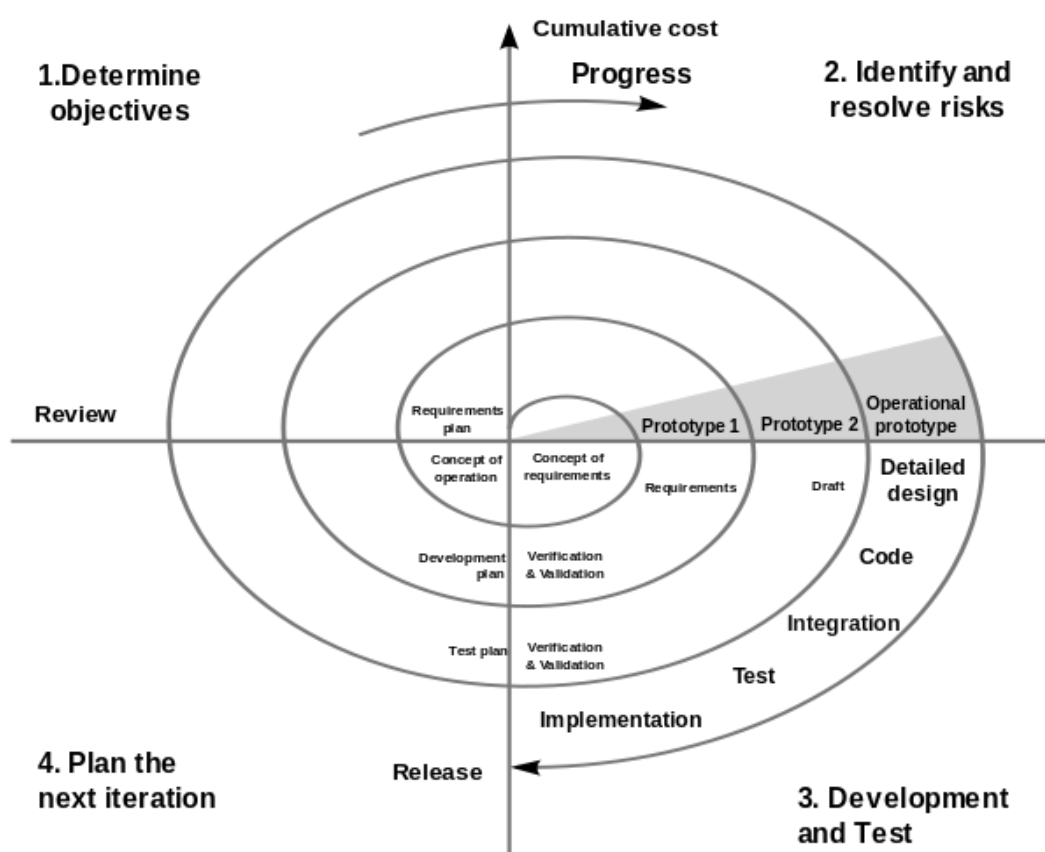 Cumulative cost
Progress
1.Determine
objectives
2. Identify and
resolve risks
Review
Requirements
plan
Prototype 1
Prototype 2
Operational
prototype
Concept of
operation
Concept of
requirements
Requirements
Draft
Detailed
design
Development
plan
Verification
& Validation
Code
Integration
Test plan
Verification
& Validation
Test
Implementation
Release
4. Plan the
next iteration
3. Development
and Test